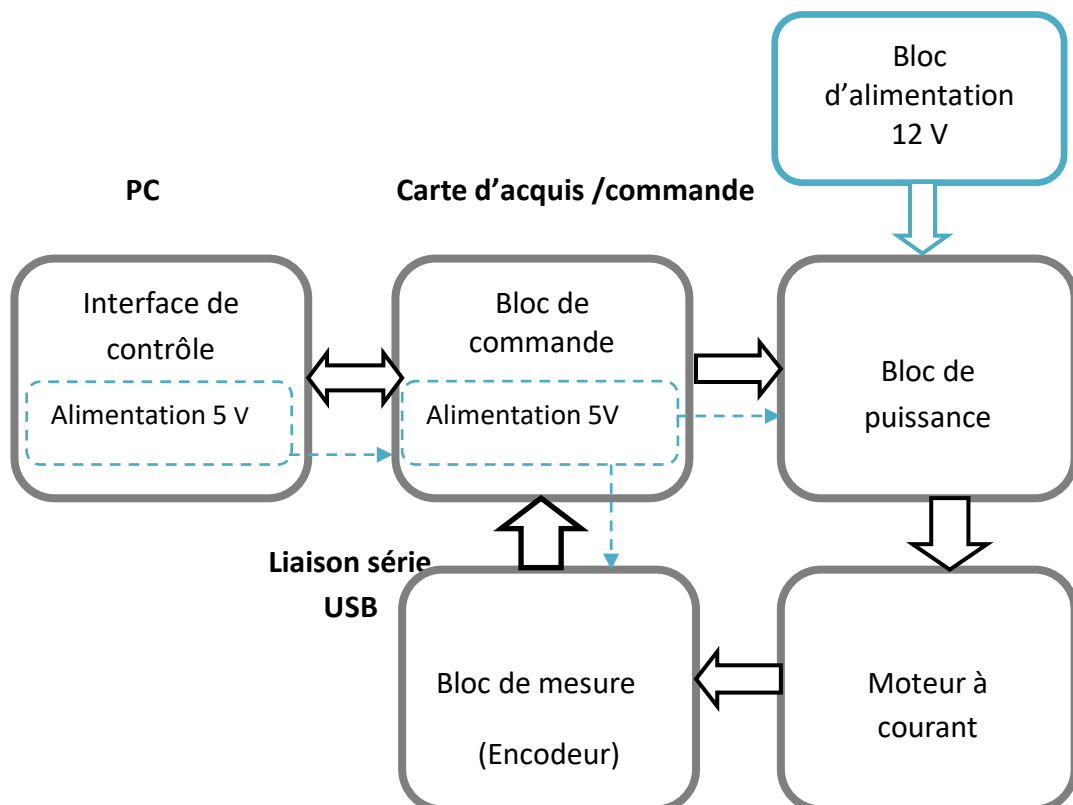 Bloc
d’alimentation
12 V
PC
Carte d’acquis /commande
Interface de
contrôle
Alimentation 5 V
Bloc de
commande
Alimentation 5V
Bloc de
puissance
Liaison série
USB
Bloc de mesure
(Encodeur)
Moteur à
courant